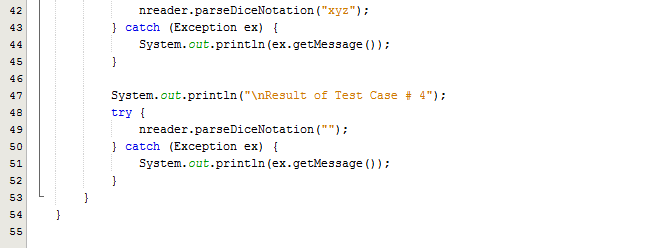 42 nreader.parseDiceNotation("xyz");
43 } catch (Exception ex) {
44 System.out.println(ex.getMessage());
45 }
46
47 System.out.println("\nResult of Test Case # 4");
48 try {
49 nreader.parseDiceNotation("");
50 } catch (Exception ex) {
51 System.out.println(ex.getMessage());
52 }
53 }
54 }
55